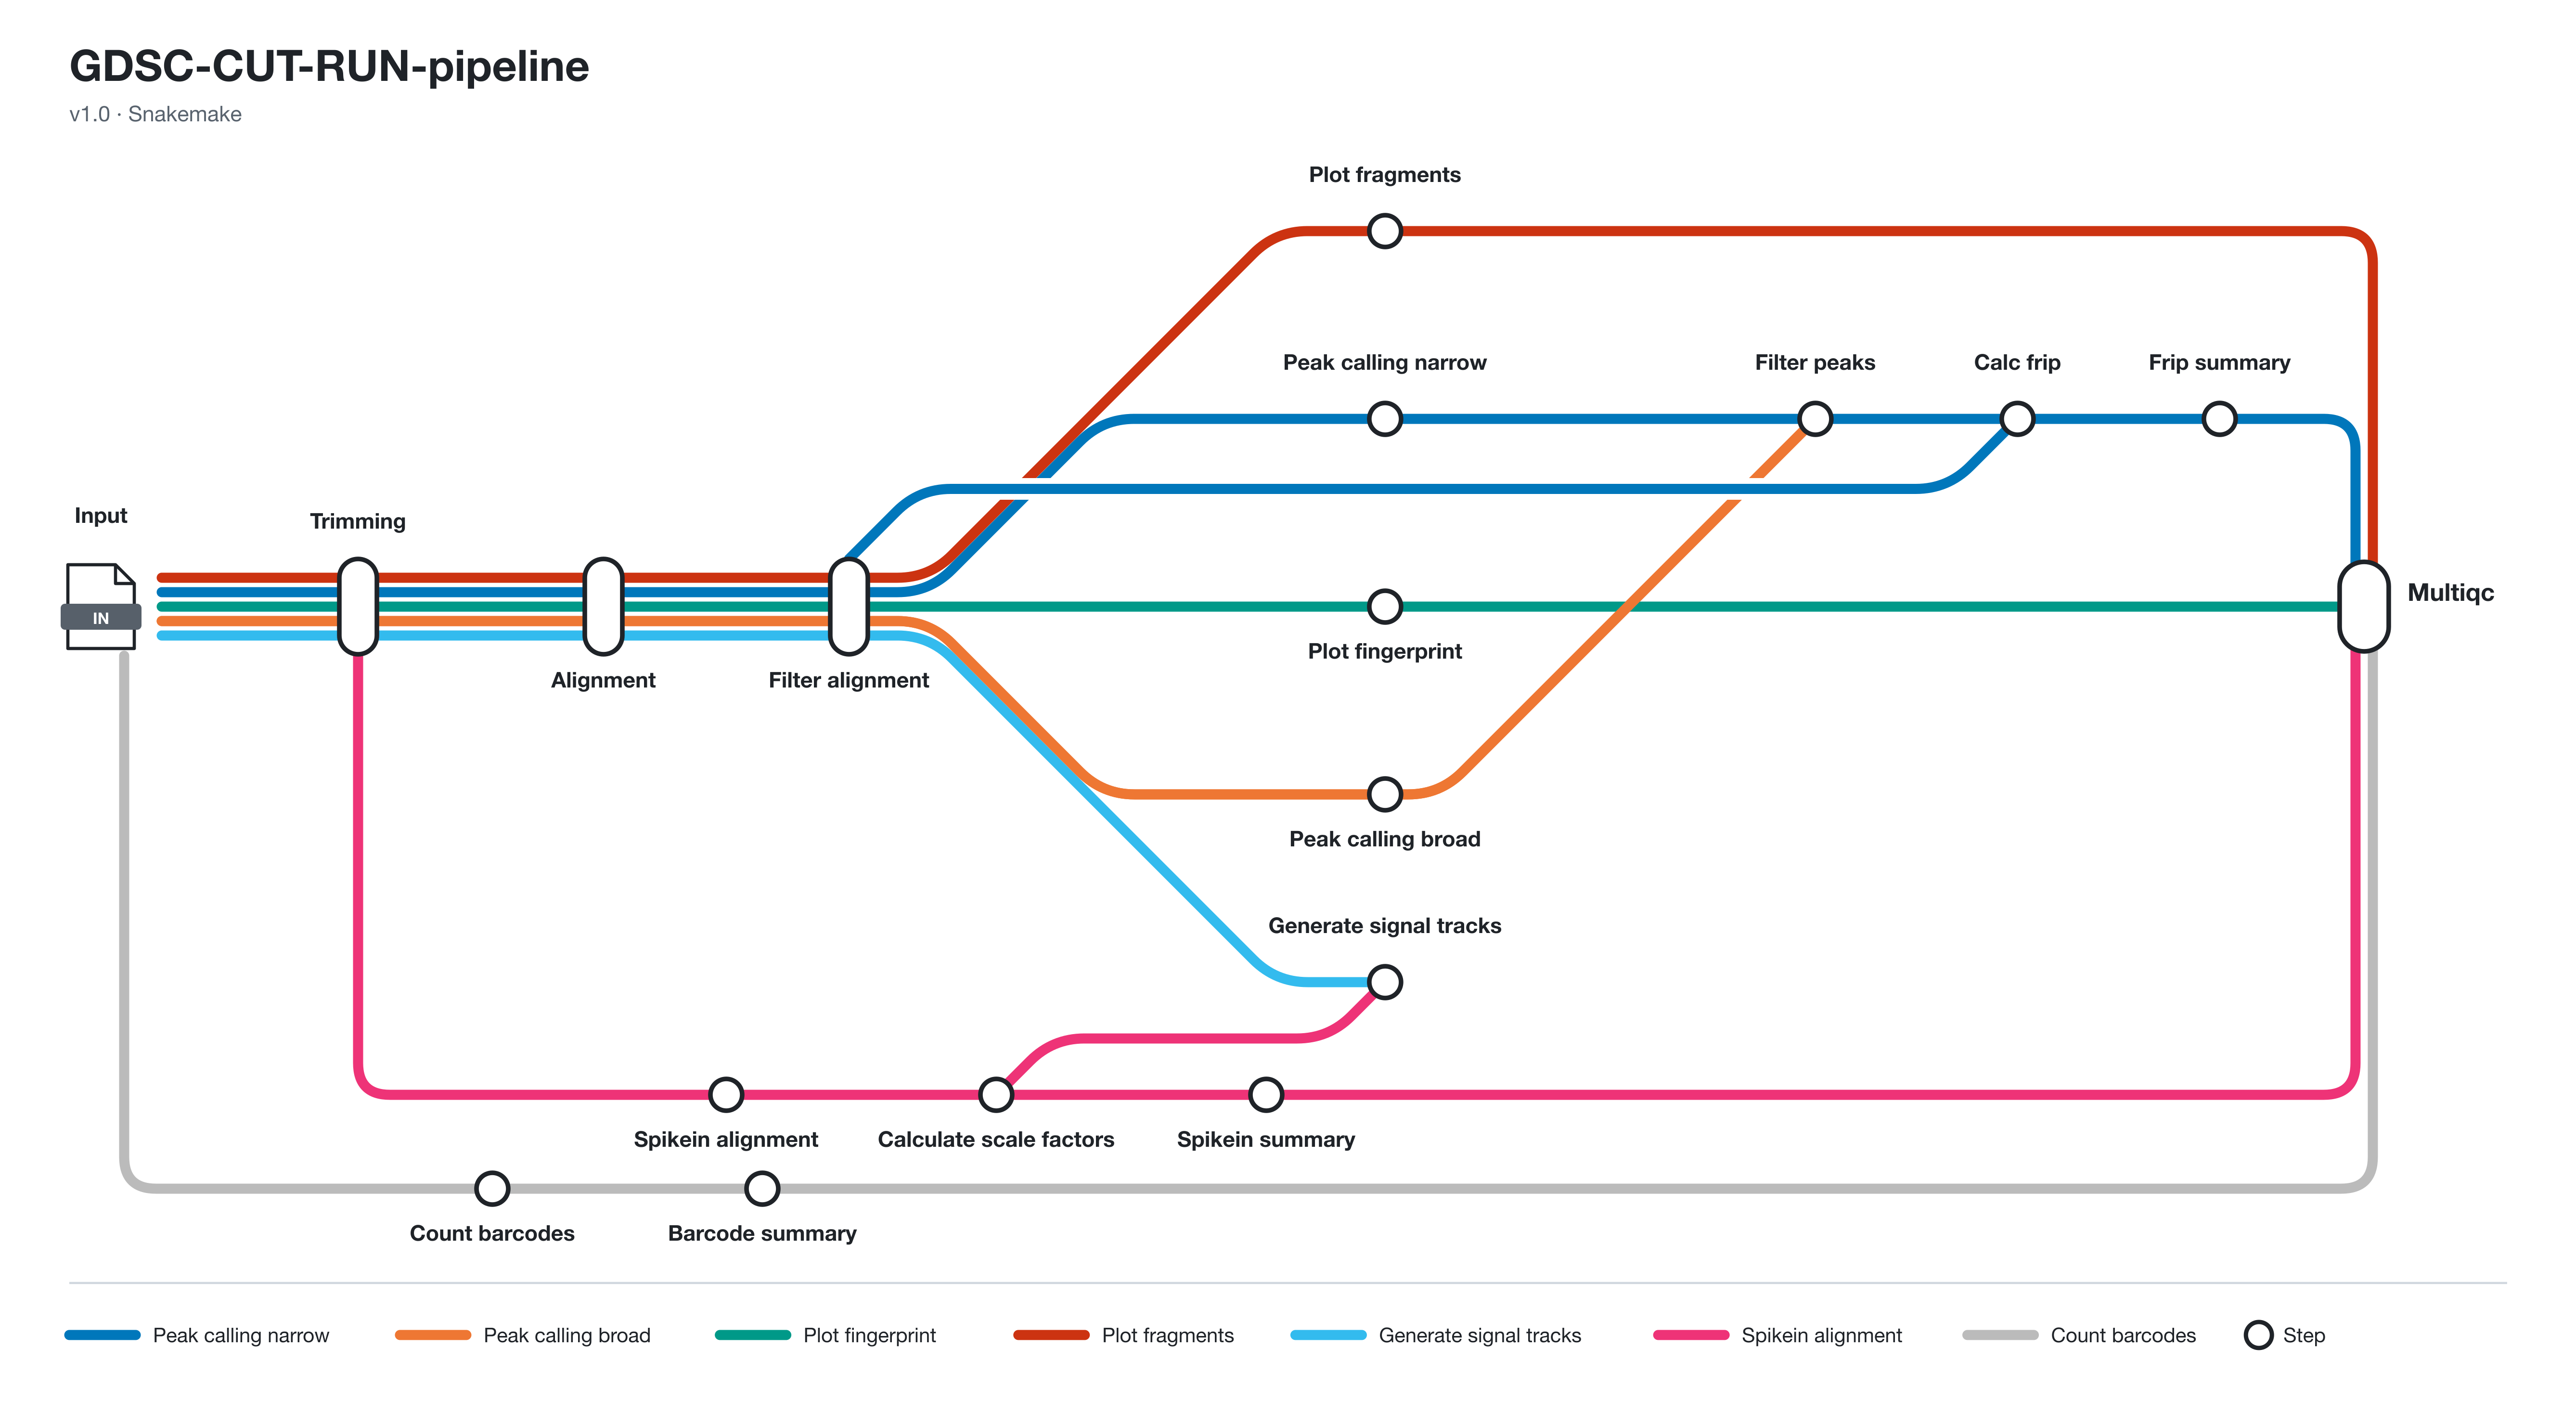 GDSC-CUT-RUN-pipeline
v1.0 · Snakemake
Plot fragments
Peak calling narrow
Filter peaks
Calc frip
Frip summary
Input
Trimming
IN
Multiqc
Alignment
Filter alignment
Plot fingerprint
Peak calling broad
Generate signal tracks
Spikein alignment
Calculate scale factors
Spikein summary
Count barcodes
Barcode summary
Peak calling narrow
Peak calling broad
Plot fingerprint
Plot fragments
Generate signal tracks
Spikein alignment
Count barcodes
Step